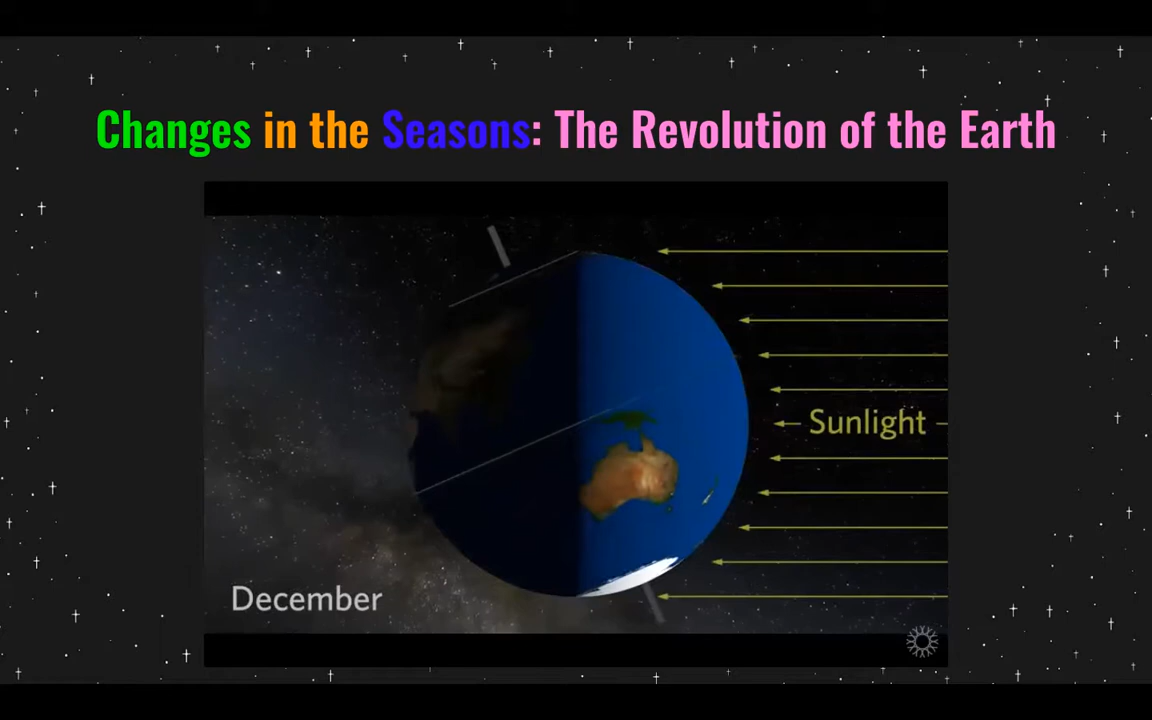 Changes in the Seasons: The Revolution of the Earth
Sunlight
December